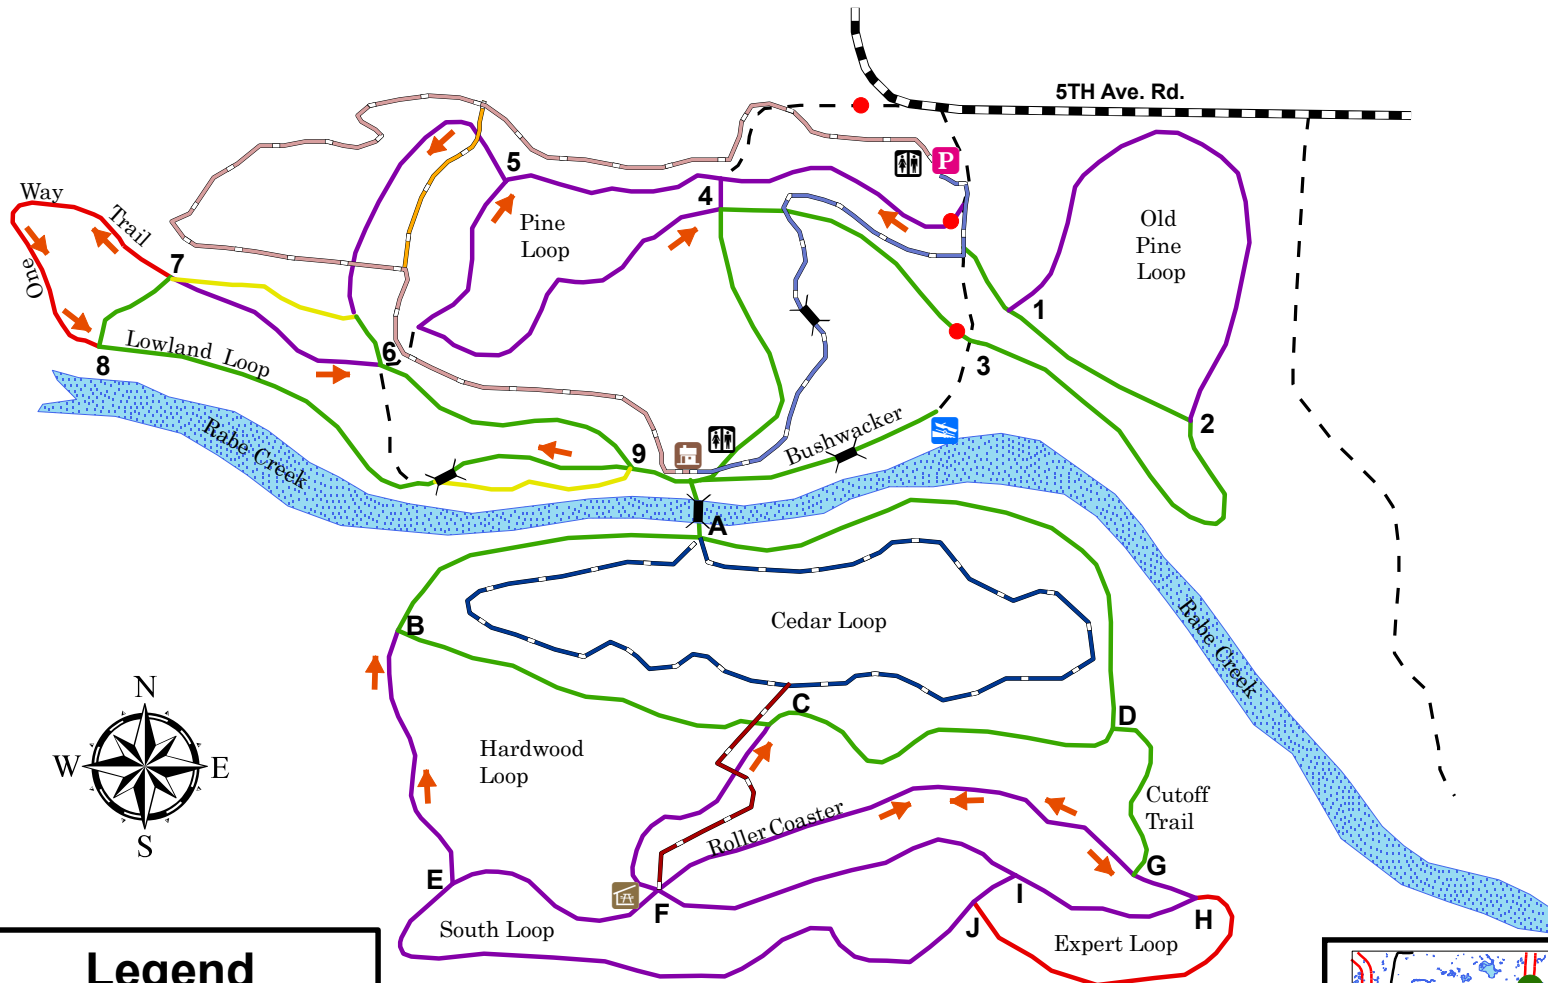 5TH Ave. Rd.
P
5
Way
Trail
4
Pine
Loop
Old
Pine
Loop
One
7
1
Lowland Loop
6
3
8
Rabe Creek
9
Bushwacker
2
A
B
Cedar Loop
Rabe Creek
N
W
E
S
C
D
Hardwood
Loop
Cutoff
Trail
Roller Coaster
G
E
F
I
H
South Loop
J
Expert Loop
Legend